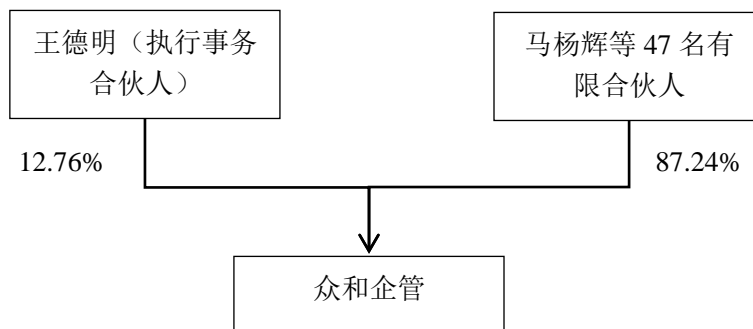 王德明（执行事务
合伙人）
马杨辉等 47 名有
限合伙人
12.76%
87.24%
众和企管